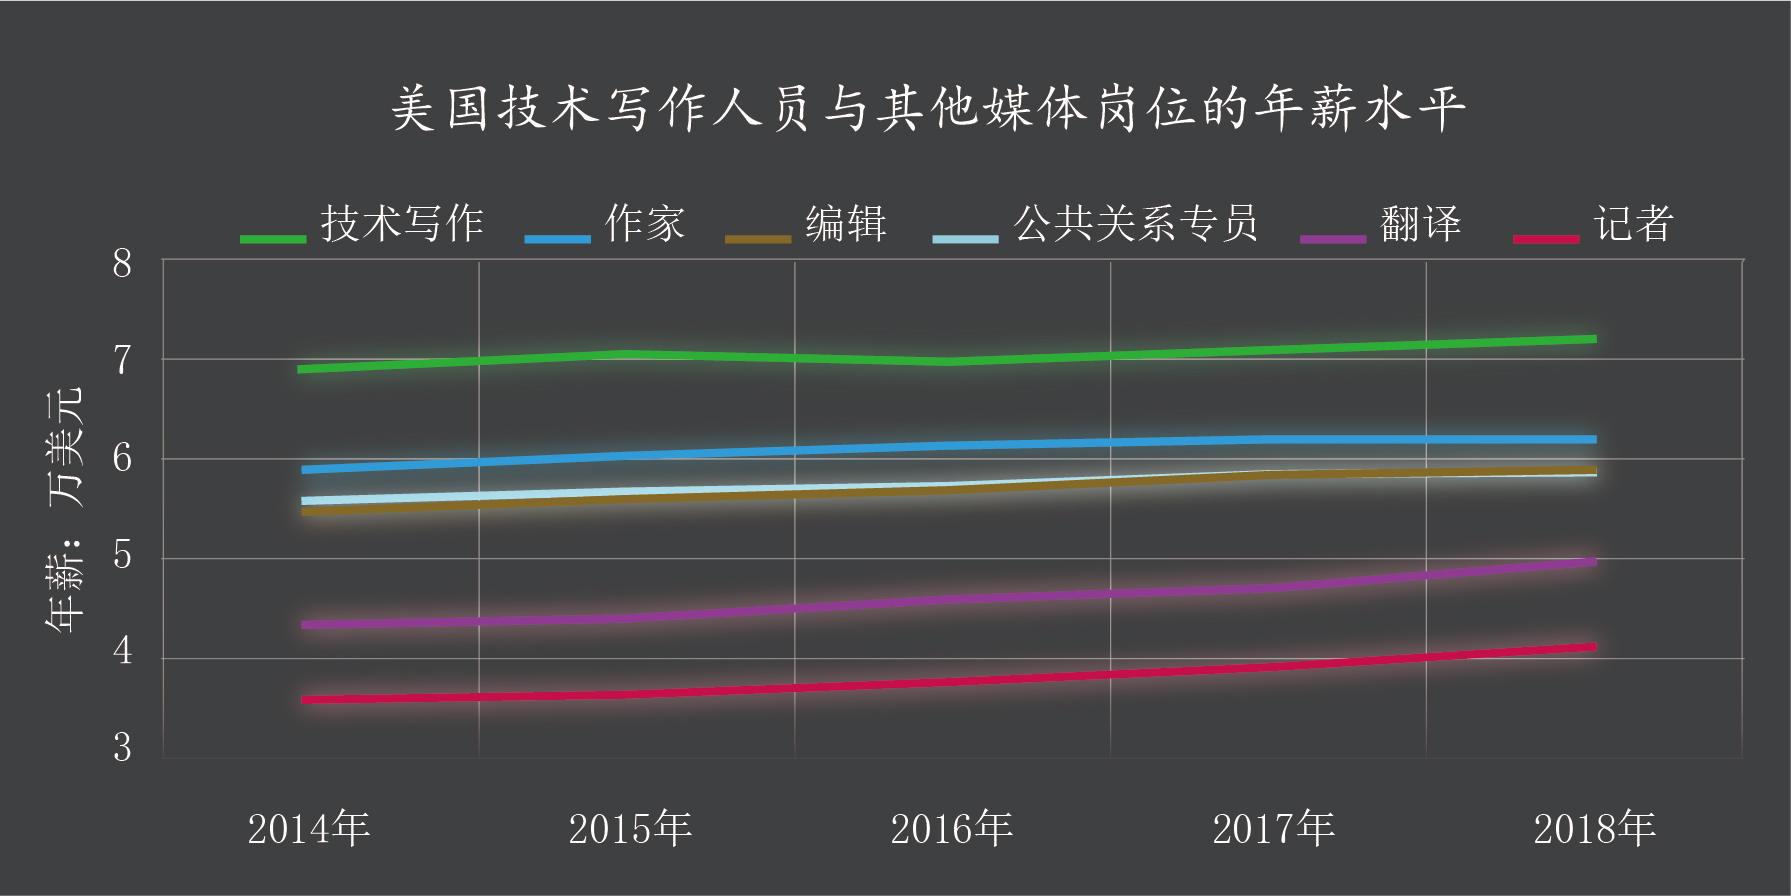 美国技术写作人员与其他媒体岗位的年薪水平
技术写作 作家 编辑 公共关系专员 翻译 记者
8
7
6
5
4
3
年薪：万美元
2014年 2015年 2016年 2017年 2018年